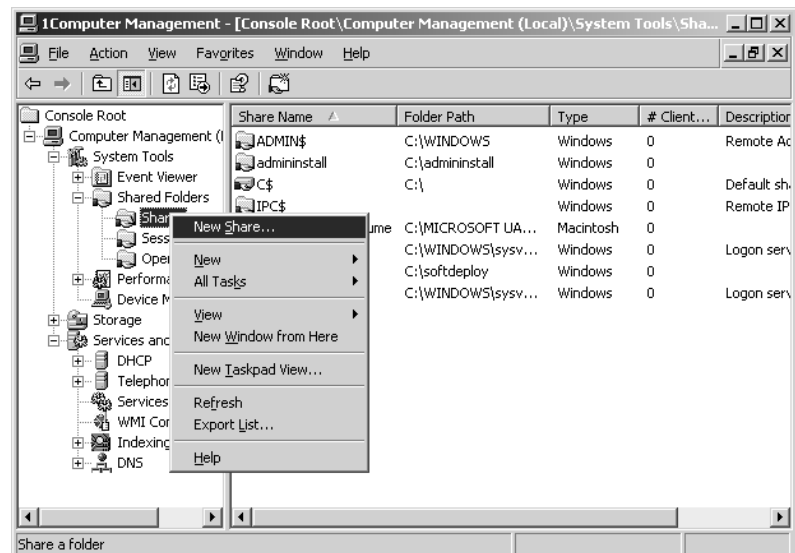 1Computer Management - [Console Root\Computer Management (Local)\System Tools\Sha...
File Action View Favorites Window Help
Console Root
Computer Management (l
System Tools
Event Viewer
Shared Folders
Shar
Sess
Ope
Performa
Device M
Storage
Services and
DHCP
Telephor
Services
WMI Cor
Indexing
DNS
Share Name Folder Path Type # Client... Description
ADMIN$ C:\WINDOWS Windows 0 Remote Ad
admininstall C:\admininstall Windows 0
C$ C:\ Windows 0 Default sh
IPC$ Windows 0 Remote IP
ume C:\MICROSOFT UA... Macintosh 0
C:\WINDOWS\sysv... Windows 0 Logon serv
C:\softdeploy Windows 0
C:\WINDOWS\sysv... Windows 0 Logon serv
New Share...
New
All Tasks
View
New Window from Here
New Taskpad View...
Refresh
Export List...
Help
Share a folder